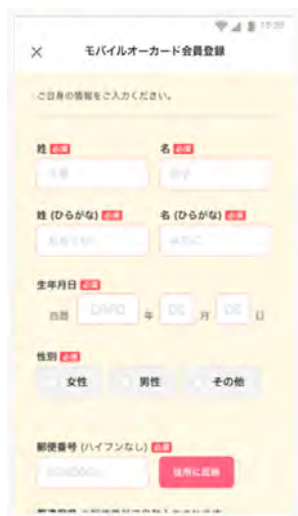 × モバイルオーカード会員登録
ご自身の情報をご入力ください。
姓 必須 名 必須
姓 (ひらがな) 必須 名 (ひらがな) 必須
生年月日 必須
西暦 年 月 日
性別 必須
女性 男性 その他
郵便番号 (ハイフンなし) 必須
住所に反映